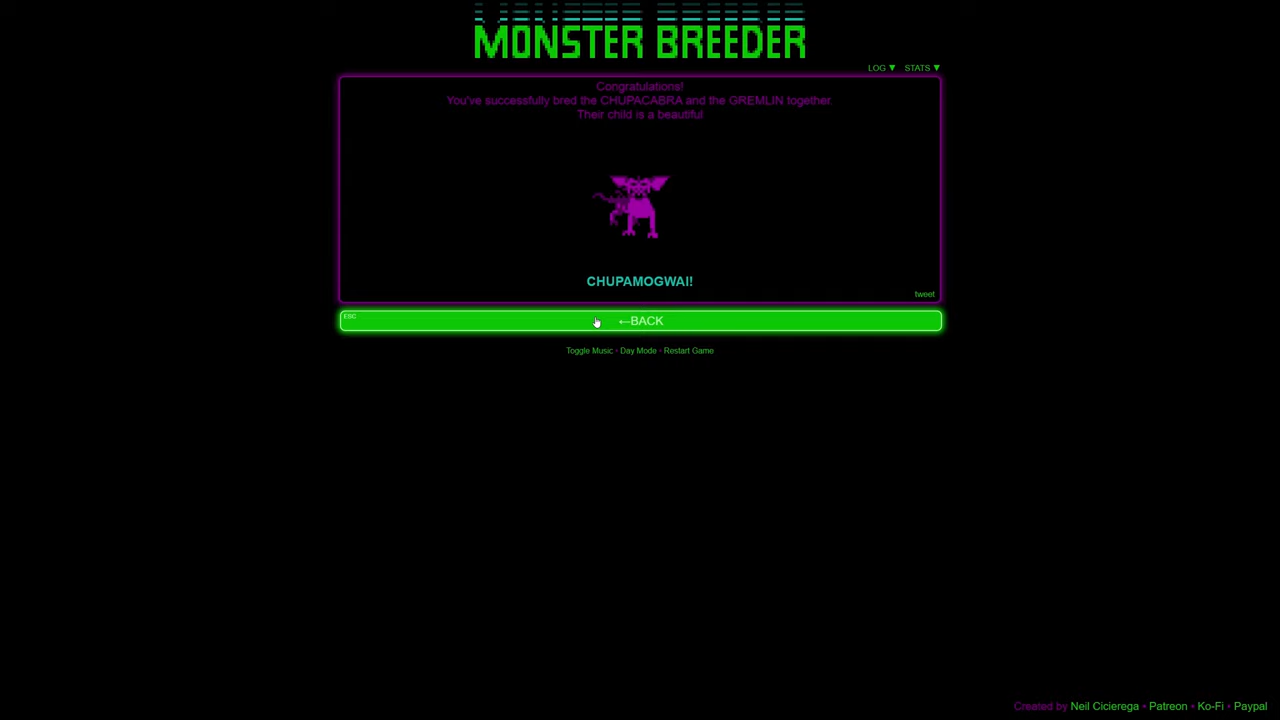 MONSTER BREEDER
LOG ▼ STATS ▼
Congratulations!
You've successfully bred the CHUPACABRA and the GREMLIN together.
Their child is a beautiful
CHUPAMOGWAI!
tweet
ESC
←BACK
Toggle Music • Day Mode • Restart Game
Created by Neil Cicierega • Patreon • Ko-Fi • Paypal